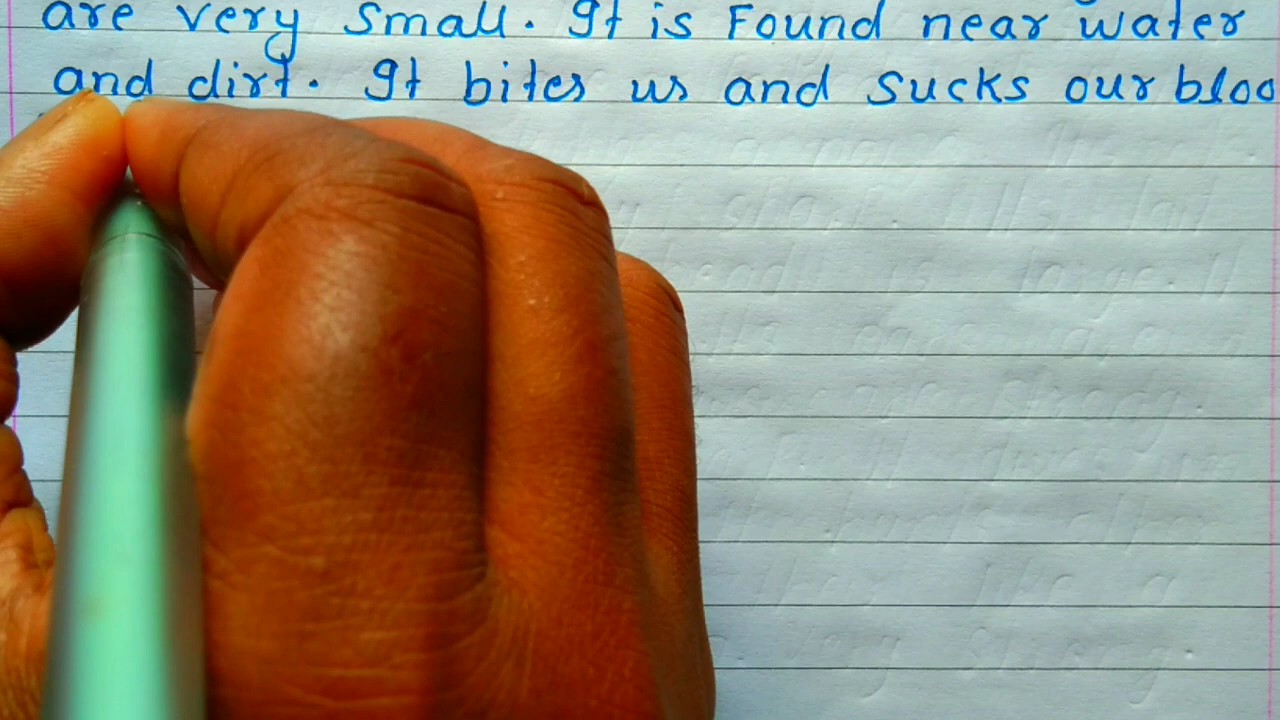 are very small. It is Found near water
and dirt. It bites us and sucks our bloo